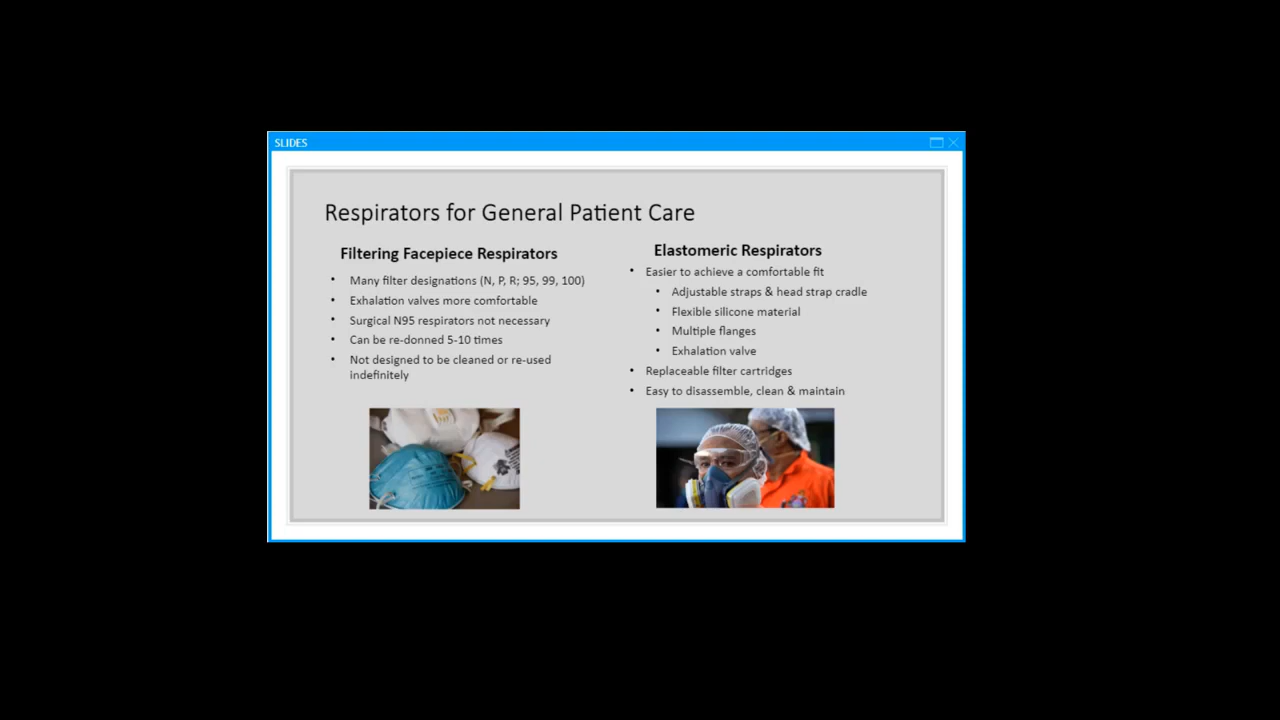 SLIDES
Respirators for General Patient Care
Filtering Facepiece Respirators
• Many filter designations (N, P, R; 95, 99, 100)
• Exhalation valves more comfortable
• Surgical N95 respirators not necessary
• Can be re-donned 5-10 times
• Not designed to be cleaned or re-used
indefinitely
Elastomeric Respirators
• Easier to achieve a comfortable fit
• Adjustable straps & head strap cradle
• Flexible silicone material
• Multiple flanges
• Exhalation valve
• Replaceable filter cartridges
• Easy to disassemble, clean & maintain